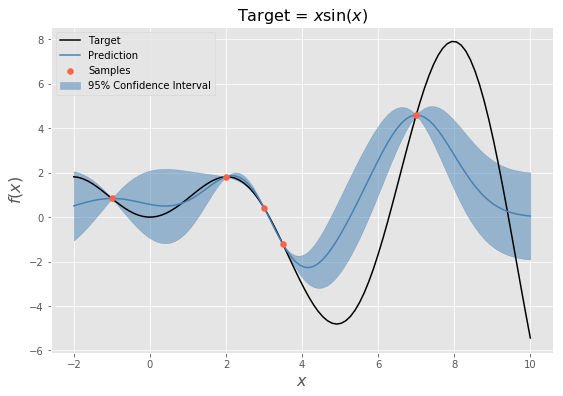 Target = xsin(x)
Target
Prediction
Samples
95% Confidence Interval
f(x)
8
6
4
2
0
−2
−4
−6
−2
0
2
4
6
8
10
x